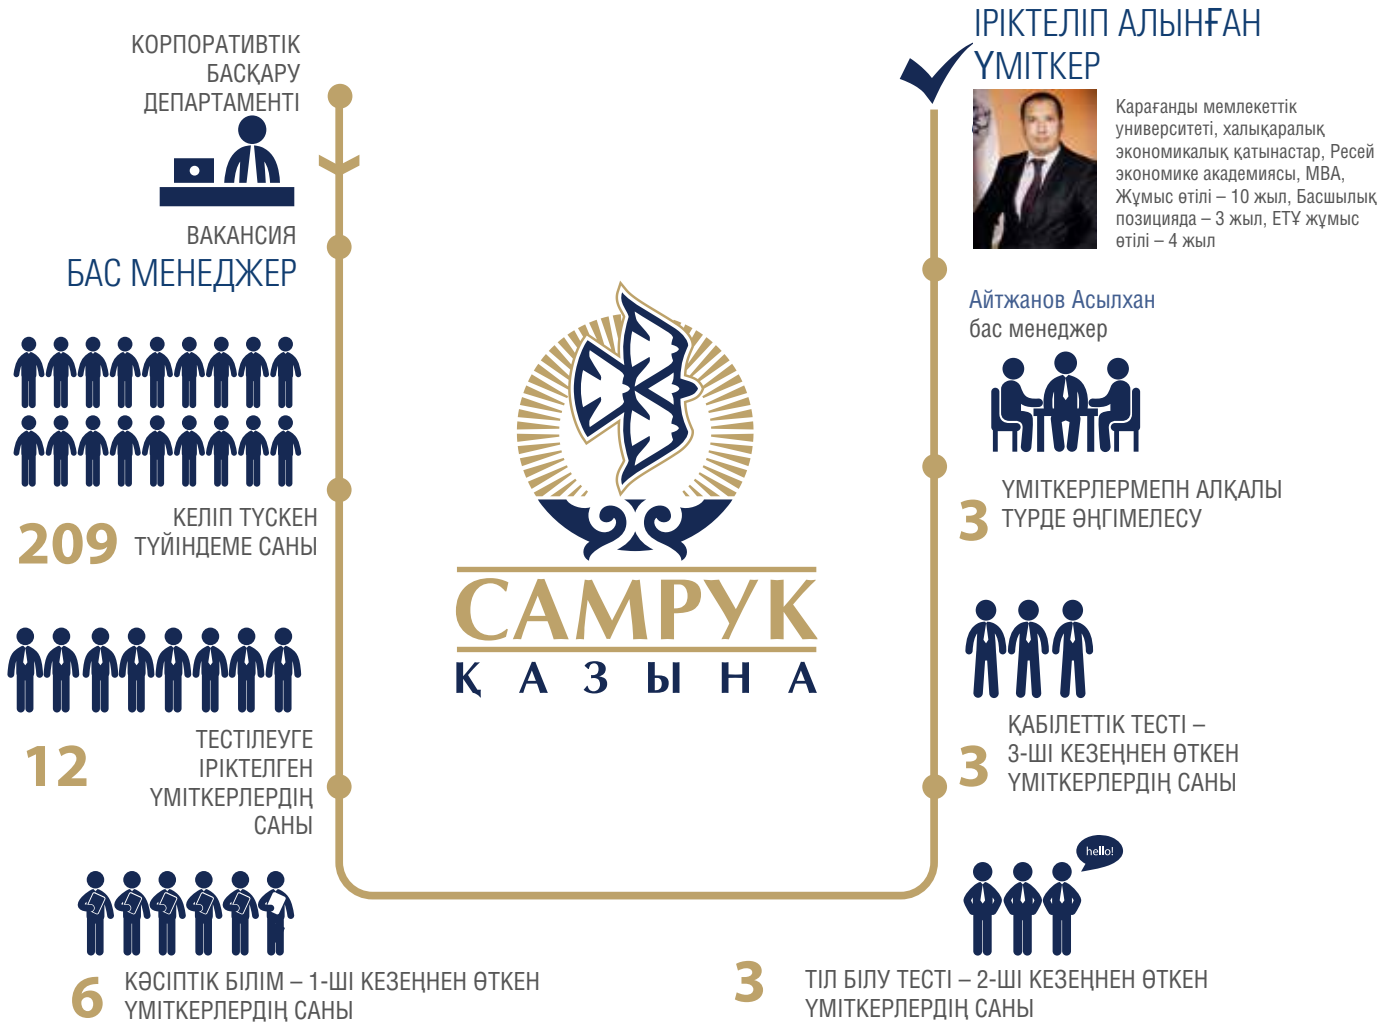 КОРПОРАТИВТІК
БАСҚАРУ
ДЕПАРТАМЕНТІ
ВАКАНСИЯ
БАС МЕНЕДЖЕР
209
КЕЛІП ТҮСКЕН
ТҮЙІНДЕМЕ САНЫ
12
ТЕСТІЛЕУГЕ
ІРІКТЕЛГЕН
ҮМІТКЕРЛЕРДІҢ
САНЫ
6
КӘСІПТІК БІЛІМ – 1-ШІ КЕЗЕҢНЕН ӨТКЕН
ҮМІТКЕРЛЕРДІҢ САНЫ
3
ТІЛ БІЛУ ТЕСТІ – 2-ШІ КЕЗЕҢНЕН ӨТКЕН
ҮМІТКЕРЛЕРДІҢ САНЫ
hello!
3
ҚАБІЛЕТТІК ТЕСТІ –
3-ШІ КЕЗЕҢНЕН ӨТКЕН
ҮМІТКЕРЛЕРДІҢ САНЫ
3
ҮМІТКЕРЛЕРМЕПН АЛҚАЛЫ
ТҮРДЕ ӘҢГІМЕЛЕСУ
Айтжанов Асылхан
бас менеджер
ІРІКТЕЛІП АЛЫНҒАН
ҮМІТКЕР
Карағанды мемлекеттік
университеті, халықаралық
экономикалық қатынастар, Ресей
экономике академиясы, МВА,
Жұмыс өтілі – 10 жыл, Басшылық
позицияда – 3 жыл, ЕТҰ жұмыс
өтілі – 4 жыл
САМРУК
ҚАЗЫНА